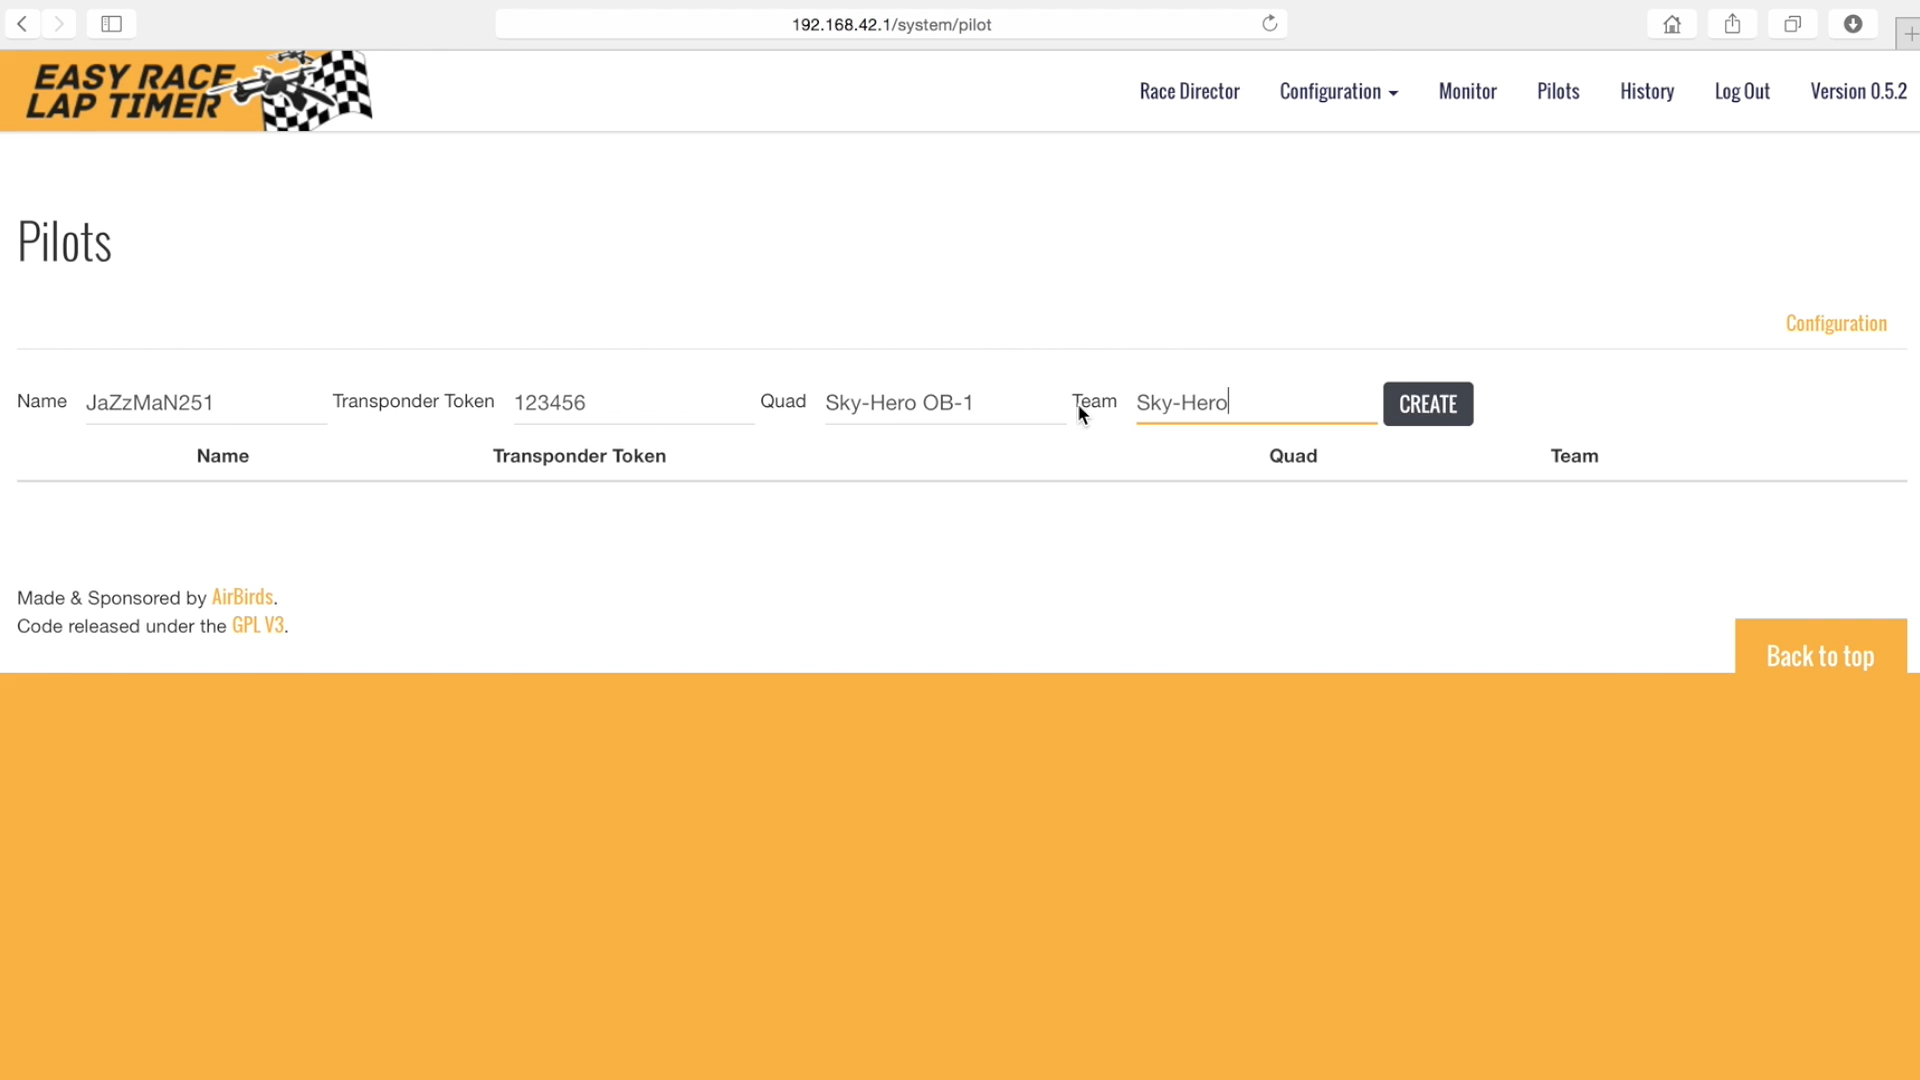 192.168.42.1/system/pilot
EASY RACE
LAP TIMER
Race Director Configuration Monitor Pilots History Log Out Version 0.5.2
Pilots
Configuration
Name JaZzMaN251 Transponder Token 123456 Quad Sky-Hero OB-1 Team Sky-Hero CREATE
Name Transponder Token Quad Team
Made & Sponsored by AirBirds.
Code released under the GPL V3.
Back to top